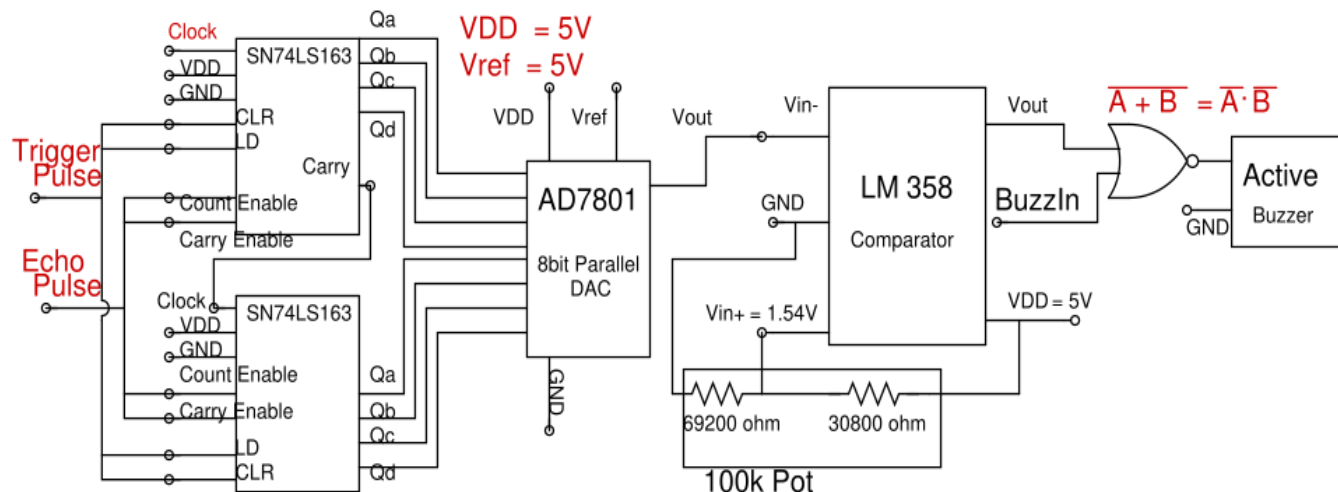 Clock
VDD
GND
SN74LS163
CLR
LD
Carry
Count Enable
Carry Enable
Qa
Qb
Qc
Qd
Trigger
Pulse
Echo
Pulse
Clock
VDD
GND
SN74LS163
Count Enable
Carry Enable
LD
CLR
Qa
Qb
Qc
Qd
VDD = 5V
Vref = 5V
VDD
Vref
Vout
AD7801
8bit Parallel
DAC
GND
Vin-
GND
Vin+ = 1.54V
LM 358
Comparator
Vout
BuzzIn
VDD = 5V
69200 ohm
30800 ohm
100k Pot
A + B = A · B
Active
Buzzer
GND